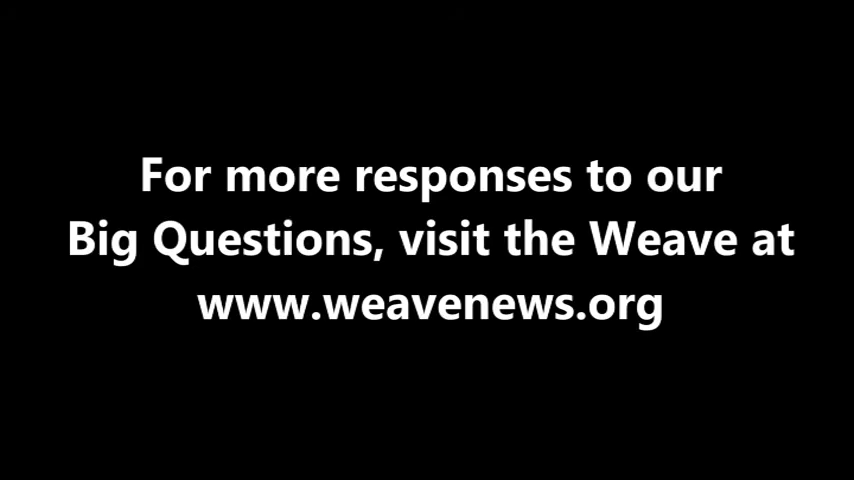 For more responses to our
Big Questions, visit the Weave at
www.weavenews.org